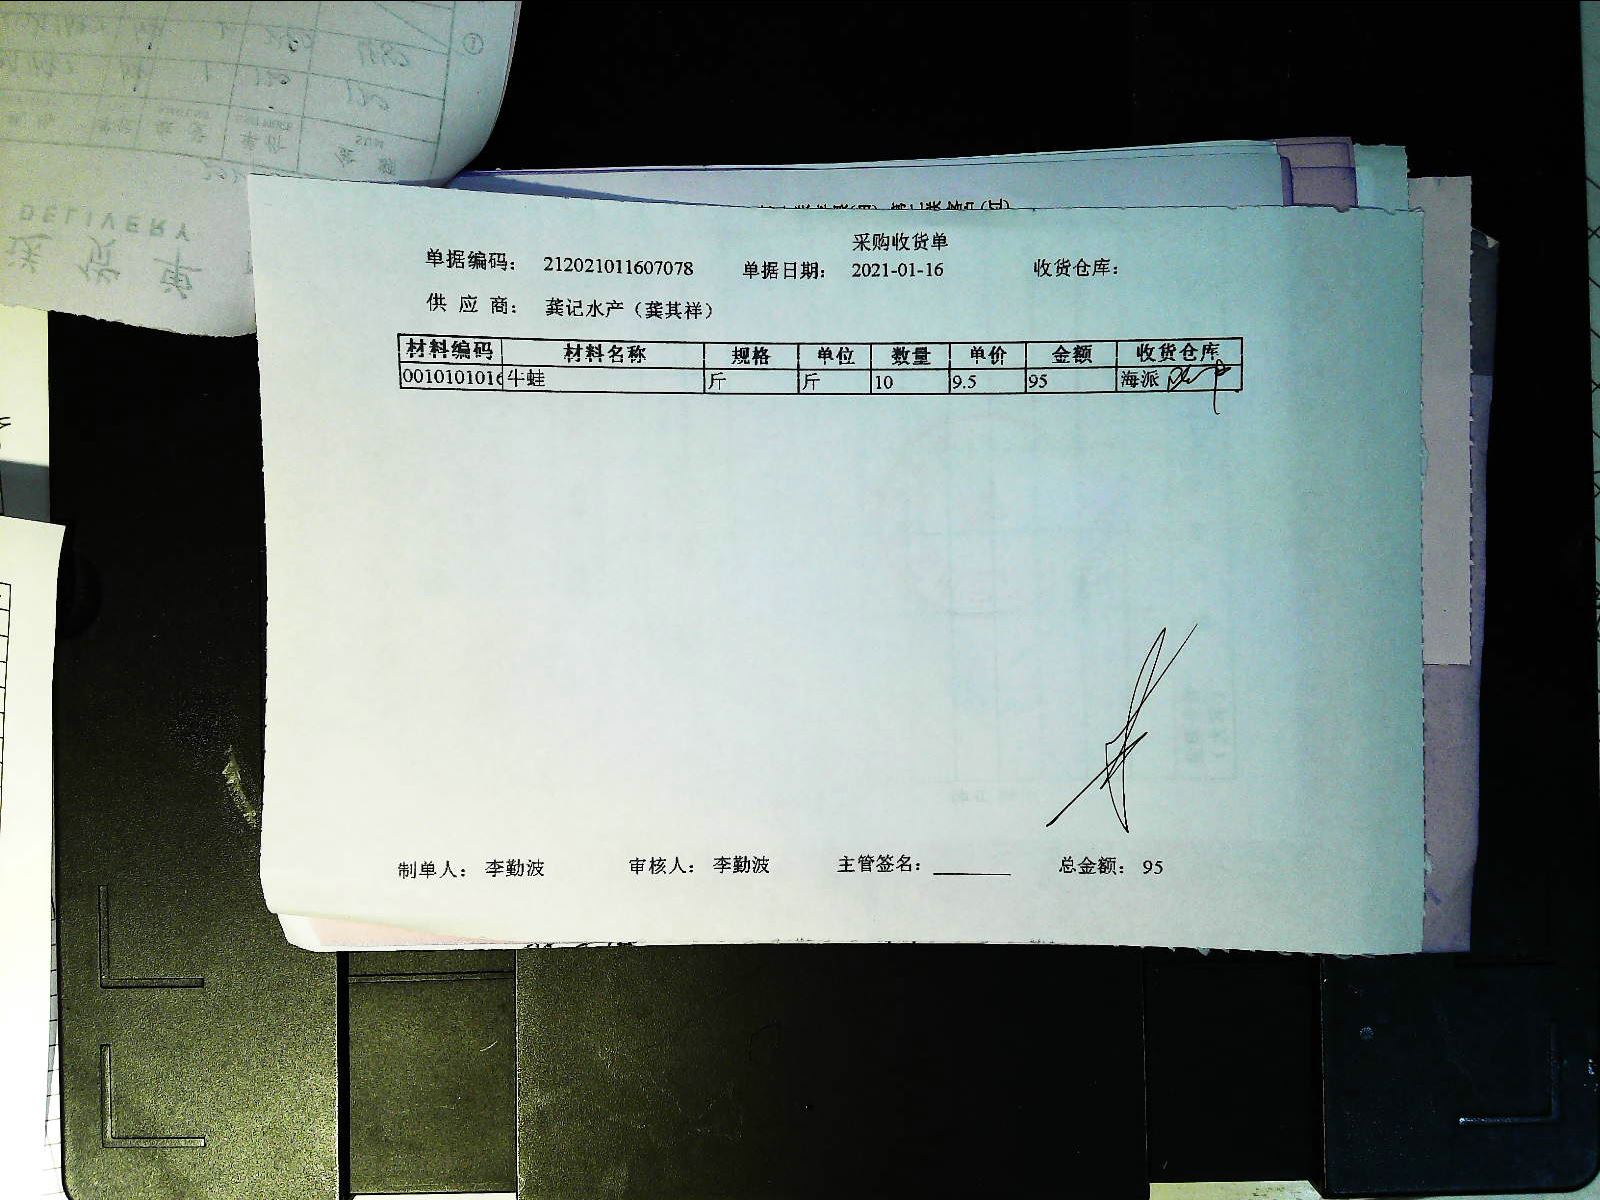 采购收货单
单据编码： 212021011607078 单据日期： 2021-01-16 收货仓库：
供 应 商： 龚记水产（龚其祥）
材料编码 材料名称 规格 单位 数量 单价 金额 收货仓库
0010101016 牛蛙 斤 斤 10 9.5 95 海派
制单人： 李勤波 审核人： 李勤波 主管签名： 总金额： 95
DELIVERY
送 货 单